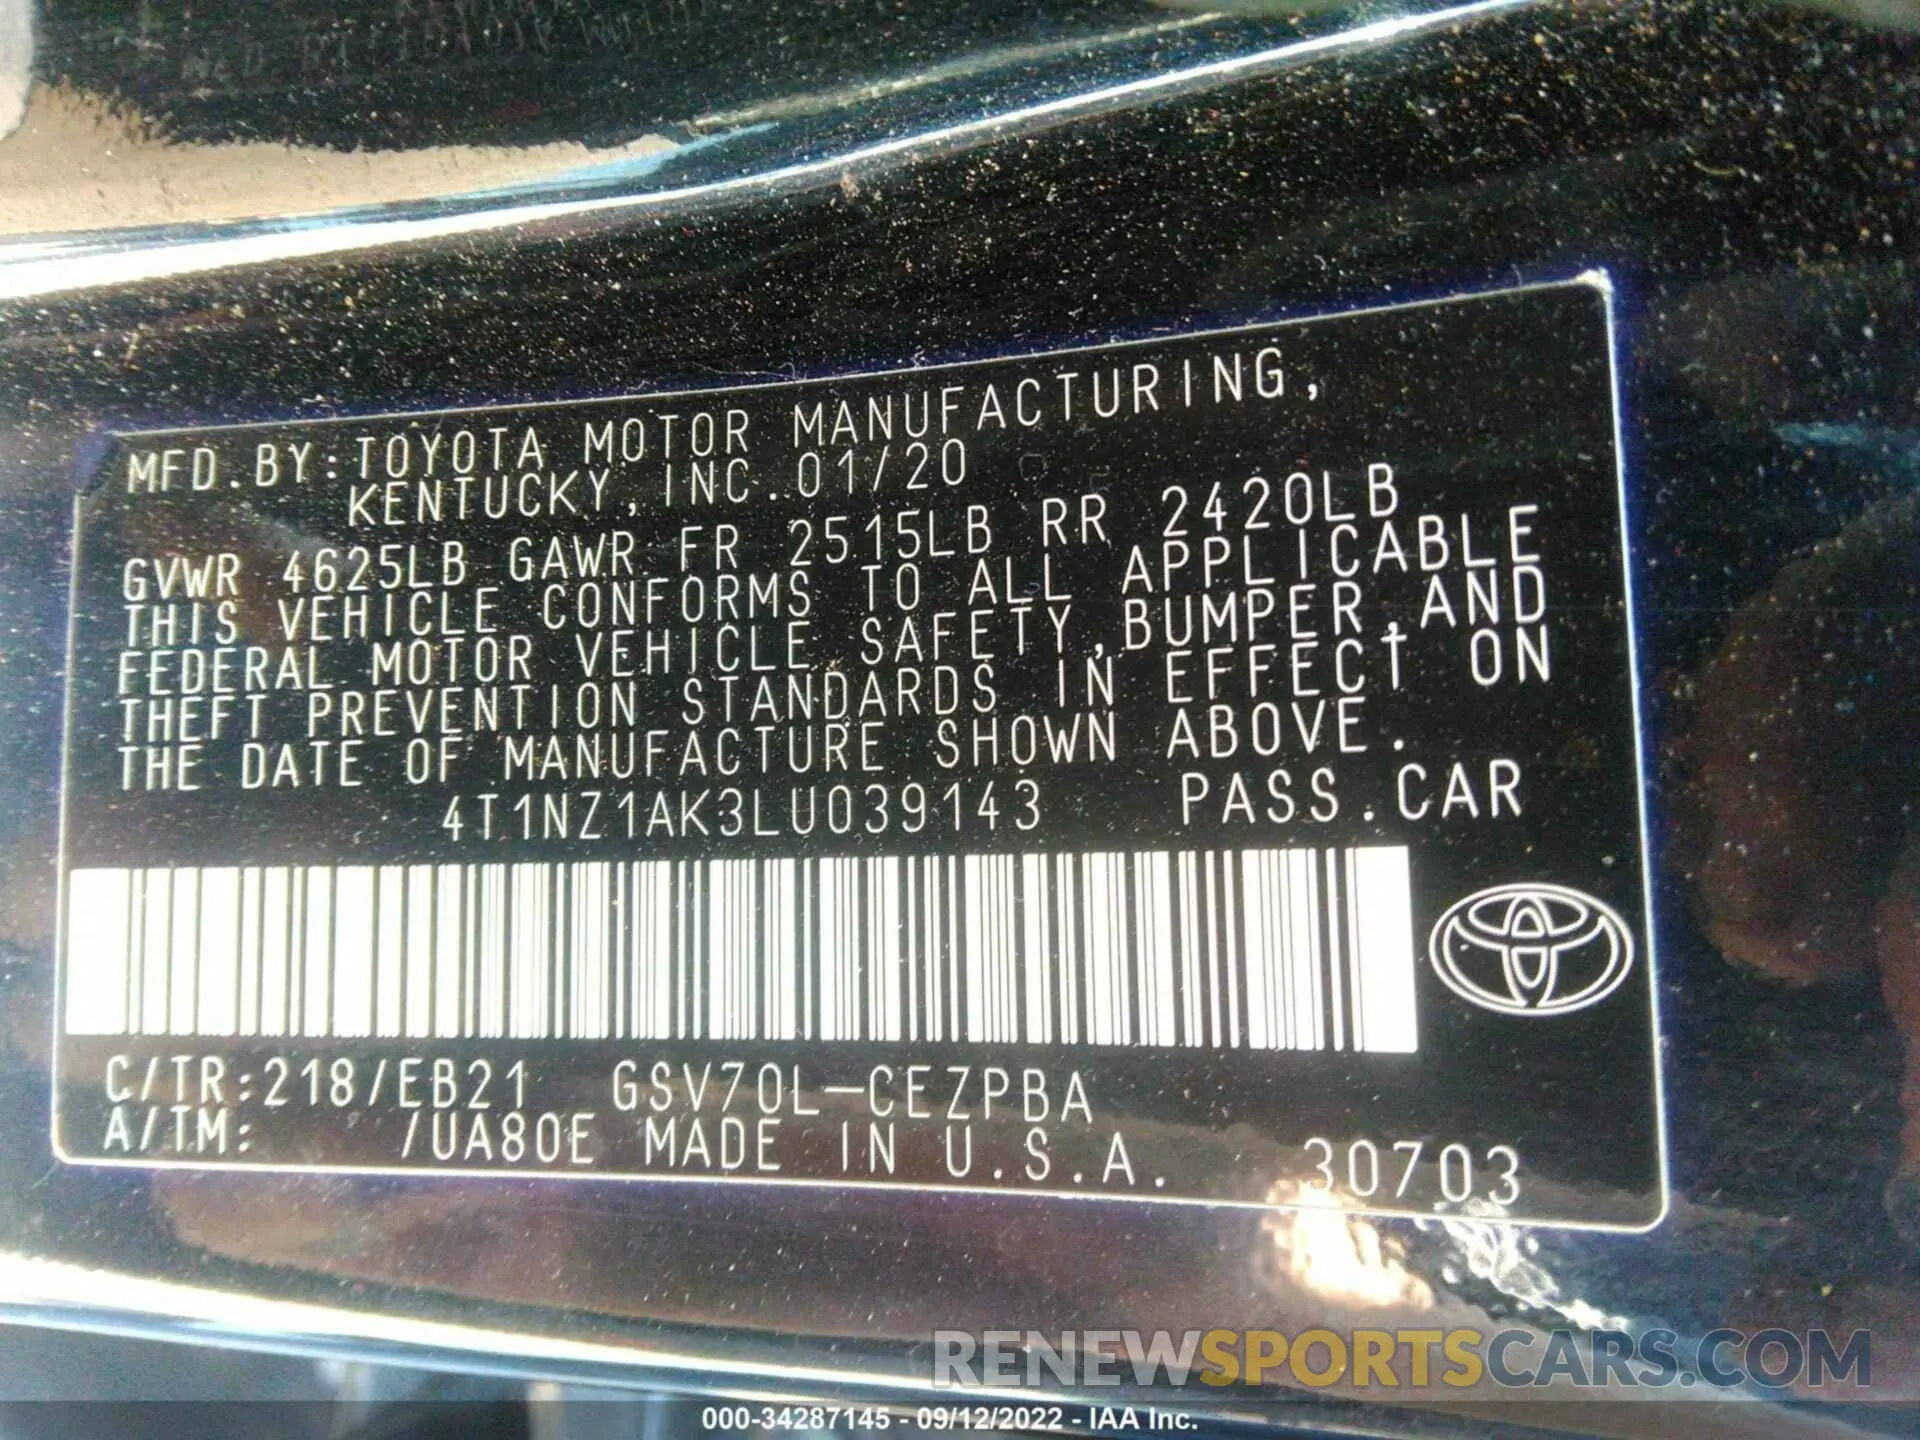 MFD.BY:TOYOTA MOTOR MANUFACTURING,
KENTUCKY, INC. 01/20
GVWR 4625LB GAWR FR 2515LB RR 2420LB
THIS VEHICLE CONFORMS TO ALL APPLICABLE
FEDERAL MOTOR VEHICLE SAFETY,BUMPER,AND
THEFT PREVENTION STANDARDS IN EFFECT ON
THE DATE OF MANUFACTURE SHOWN ABOVE.
4T1NZ1AK3LU039143 PASS.CAR
C/TR:218/EB21 GSV70L-CEZPBA
A/TM: /UA80E MADE IN U.S.A. 30703
RENEWSPORTSCARS.COM
000-34287145 - 09/12/2022 - IAA Inc.